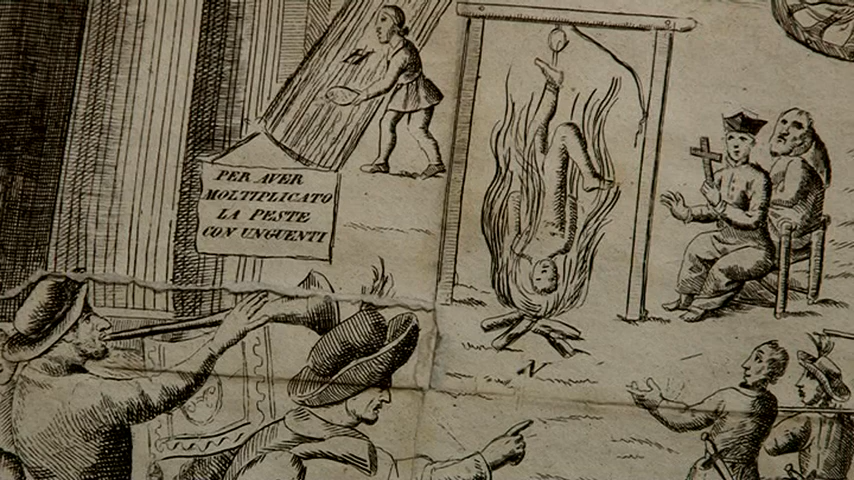 PER AVER
MOLTIPLICATO
LA PESTE
CON UNGUENTI
N